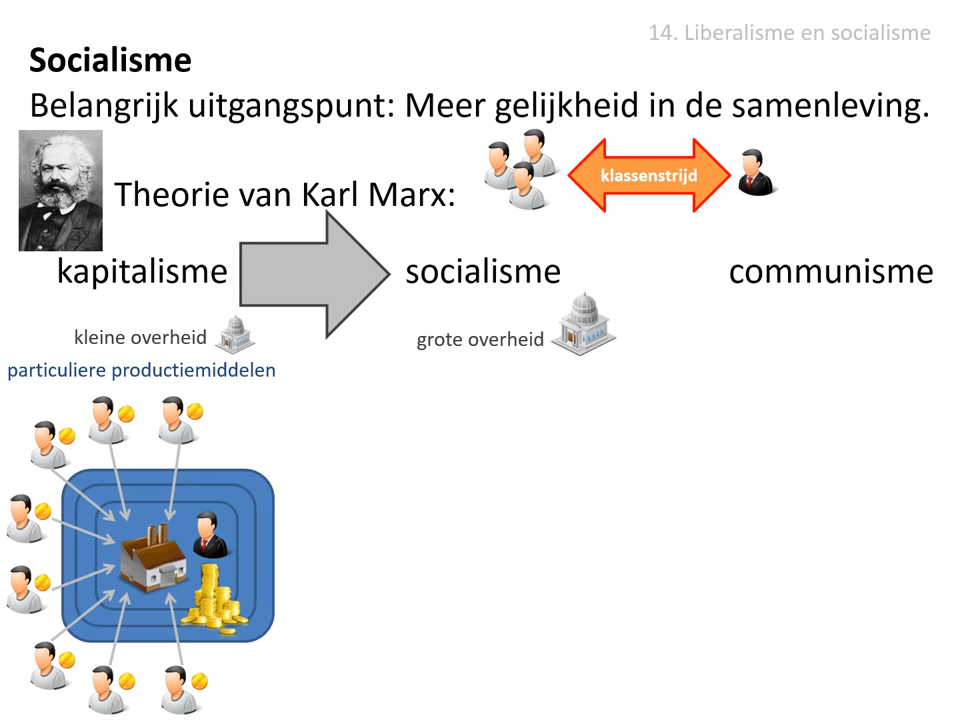 14. Liberalisme en socialisme
Socialisme
Belangrijk uitgangspunt: Meer gelijkheid in de samenleving.
klassenstrijd
Theorie van Karl Marx:
kapitalisme
socialisme
communisme
kleine overheid
grote overheid
particuliere productiemiddelen